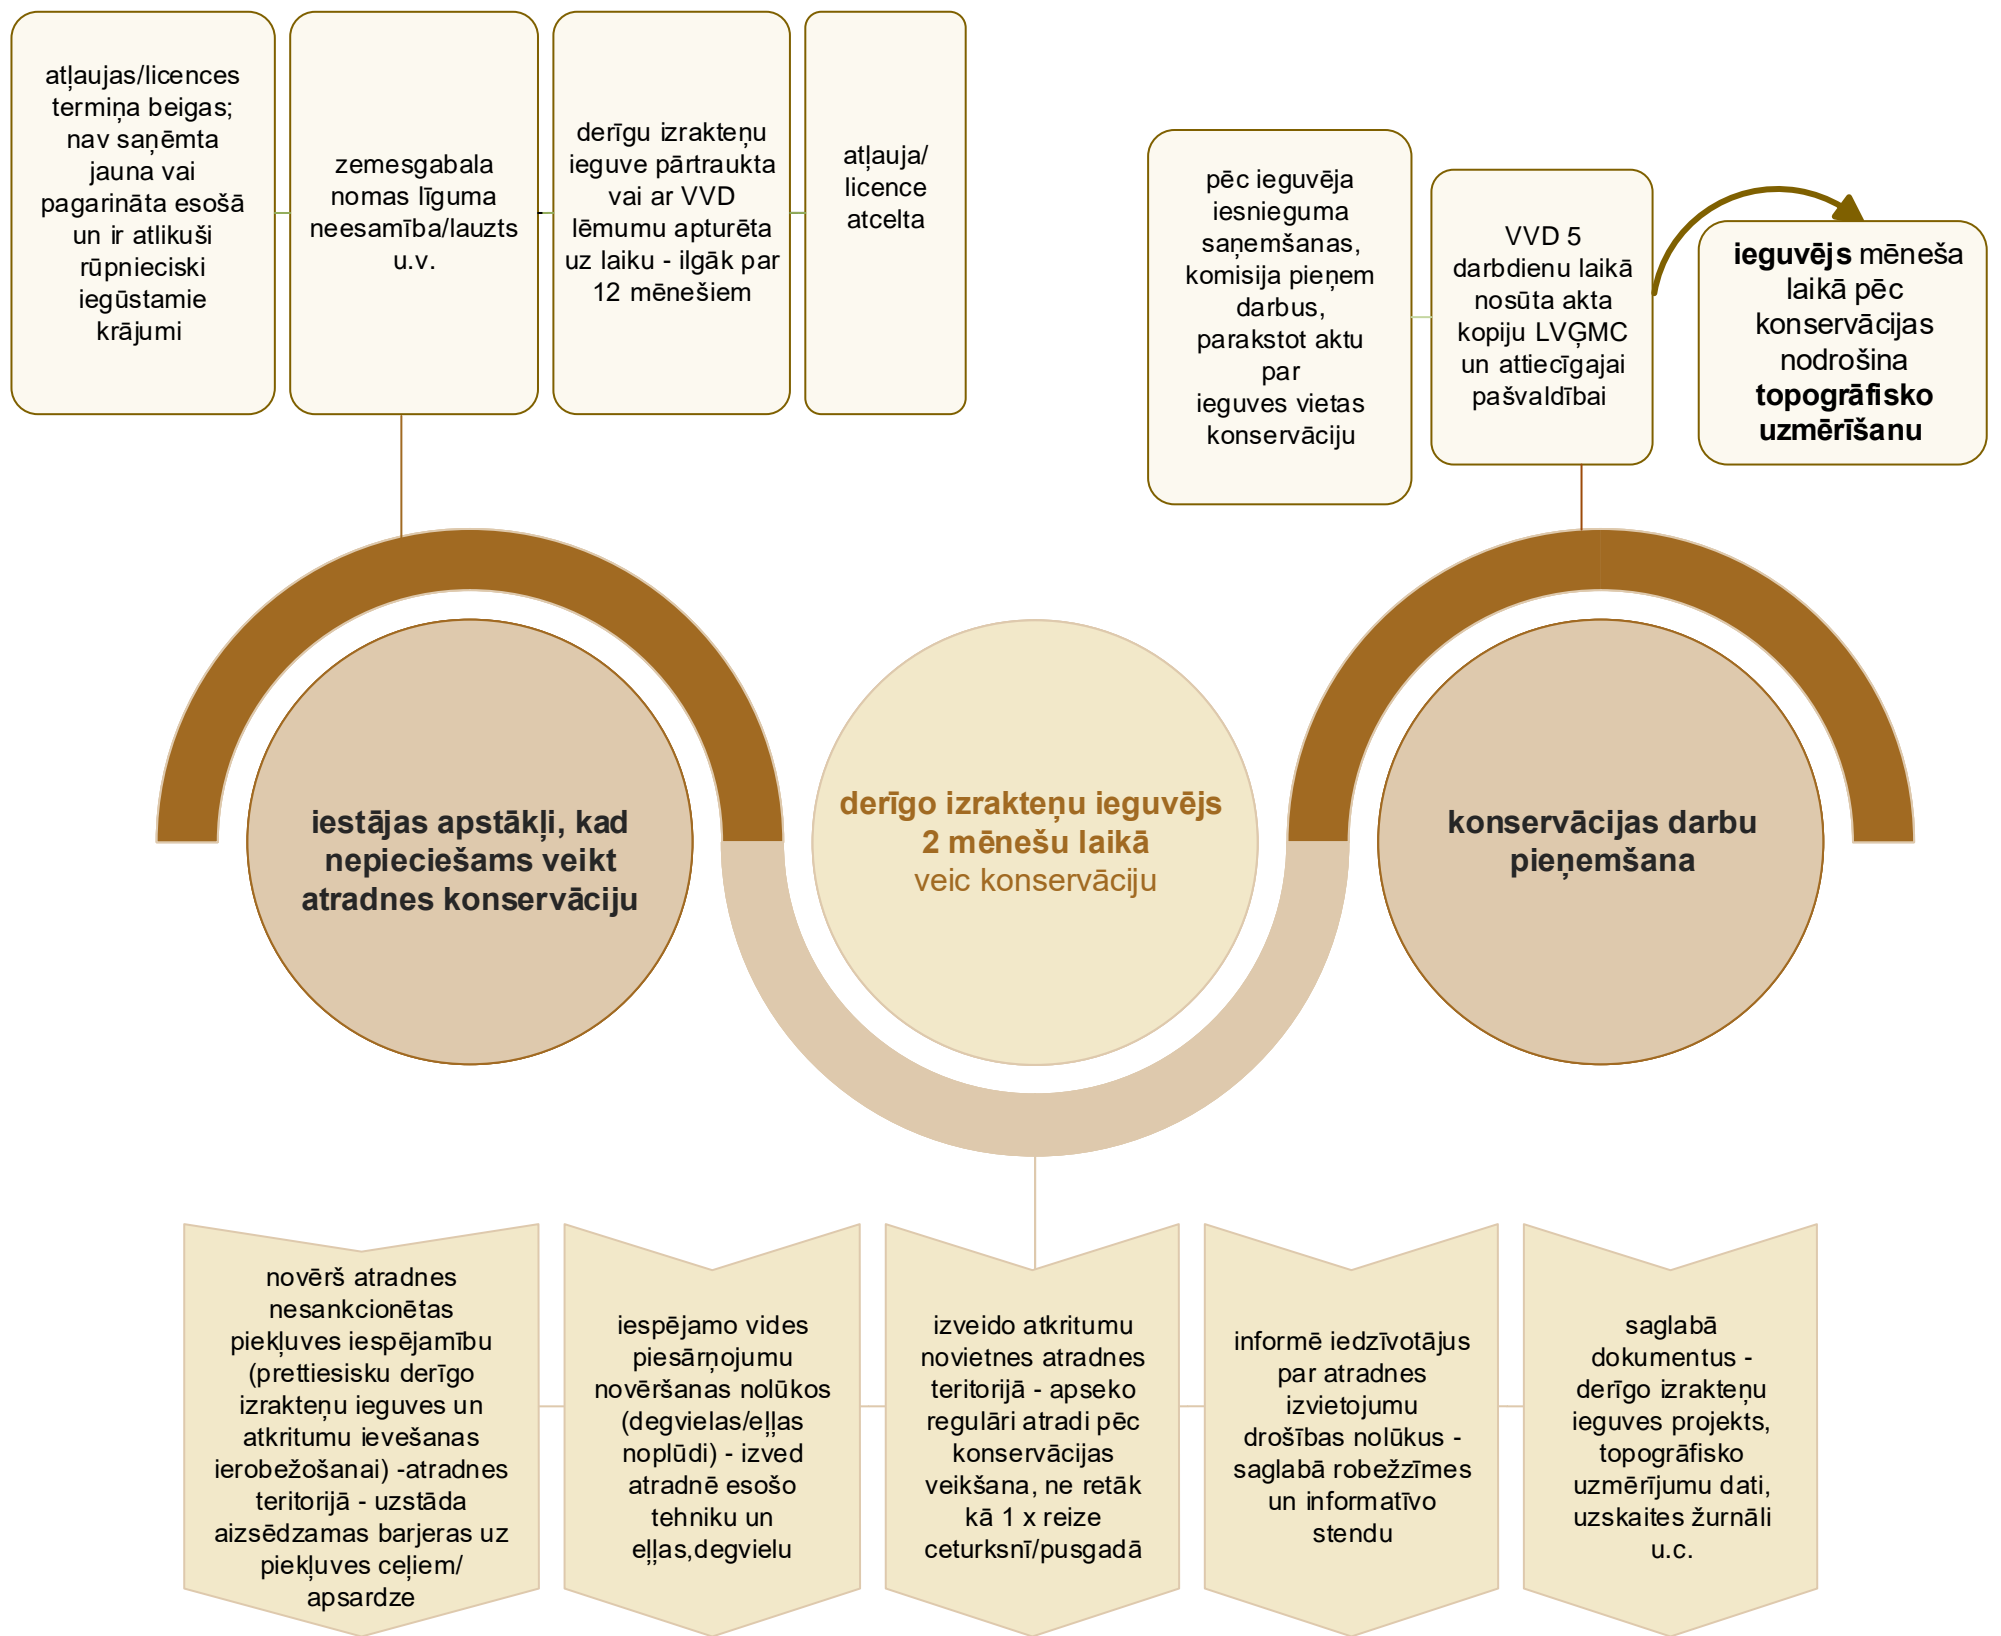 atļaujas/licences
termiņa beigas;
nav saņēmta
jauna vai
pagarināta esošā
un ir atlikuši
rūpnieciski
iegūstamie
krājumi
zemesgabala
nomas līguma
neesamība/lauzts
u.v.
derīgu izrakteņu
ieguve pārtraukta
vai ar VVD
lēmumu apturēta
uz laiku - ilgāk par
12 mēnešiem
atļauja/
licence
atcelta
pēc ieguvēja
iesnieguma
saņemšanas,
komisija pieņem
darbus,
parakstot aktu
par
ieguves vietas
konservāciju
VVD 5
darbdienu laikā
nosūta akta
kopiju LVĢMC
un attiecīgajai
pašvaldībai
ieguvējs mēneša
laikā pēc
konservācijas
nodrošina
topogrāfisko
uzmērīšanu
iestājas apstākļi, kad
nepieciešams veikt
atradnes konservāciju
derīgo izrakteņu ieguvējs
2 mēnešu laikā
veic konservāciju
konservācijas darbu
pieņemšana
novērš atradnes
nesankcionētas
piekļuves iespējamību
(prettiesisku derīgo
izrakteņu ieguves un
atkritumu ievešanas
ierobežošanai) -atradnes
teritorijā - uzstāda
aizsēdzamas barjeras uz
piekļuves ceļiem/
apsardze
iespējamo vides
piesārņojumu
novēršanas nolūkos
(degvielas/eļļas
noplūdi) - izved
atradnē esošo
tehniku un
eļļas,degvielu
izveido atkritumu
novietnes atradnes
teritorijā - apseko
regulāri atradi pēc
konservācijas
veikšana, ne retāk
kā 1 x reize
ceturksnī/pusgadā
informē iedzīvotājus
par atradnes
izvietojumu
drošības nolūkus -
saglabā robežzīmes
un informatīvo
stendu
saglabā
dokumentus -
derīgo izrakteņu
ieguves projekts,
topogrāfisko
uzmērījumu dati,
uzskaites žurnāli
u.c.